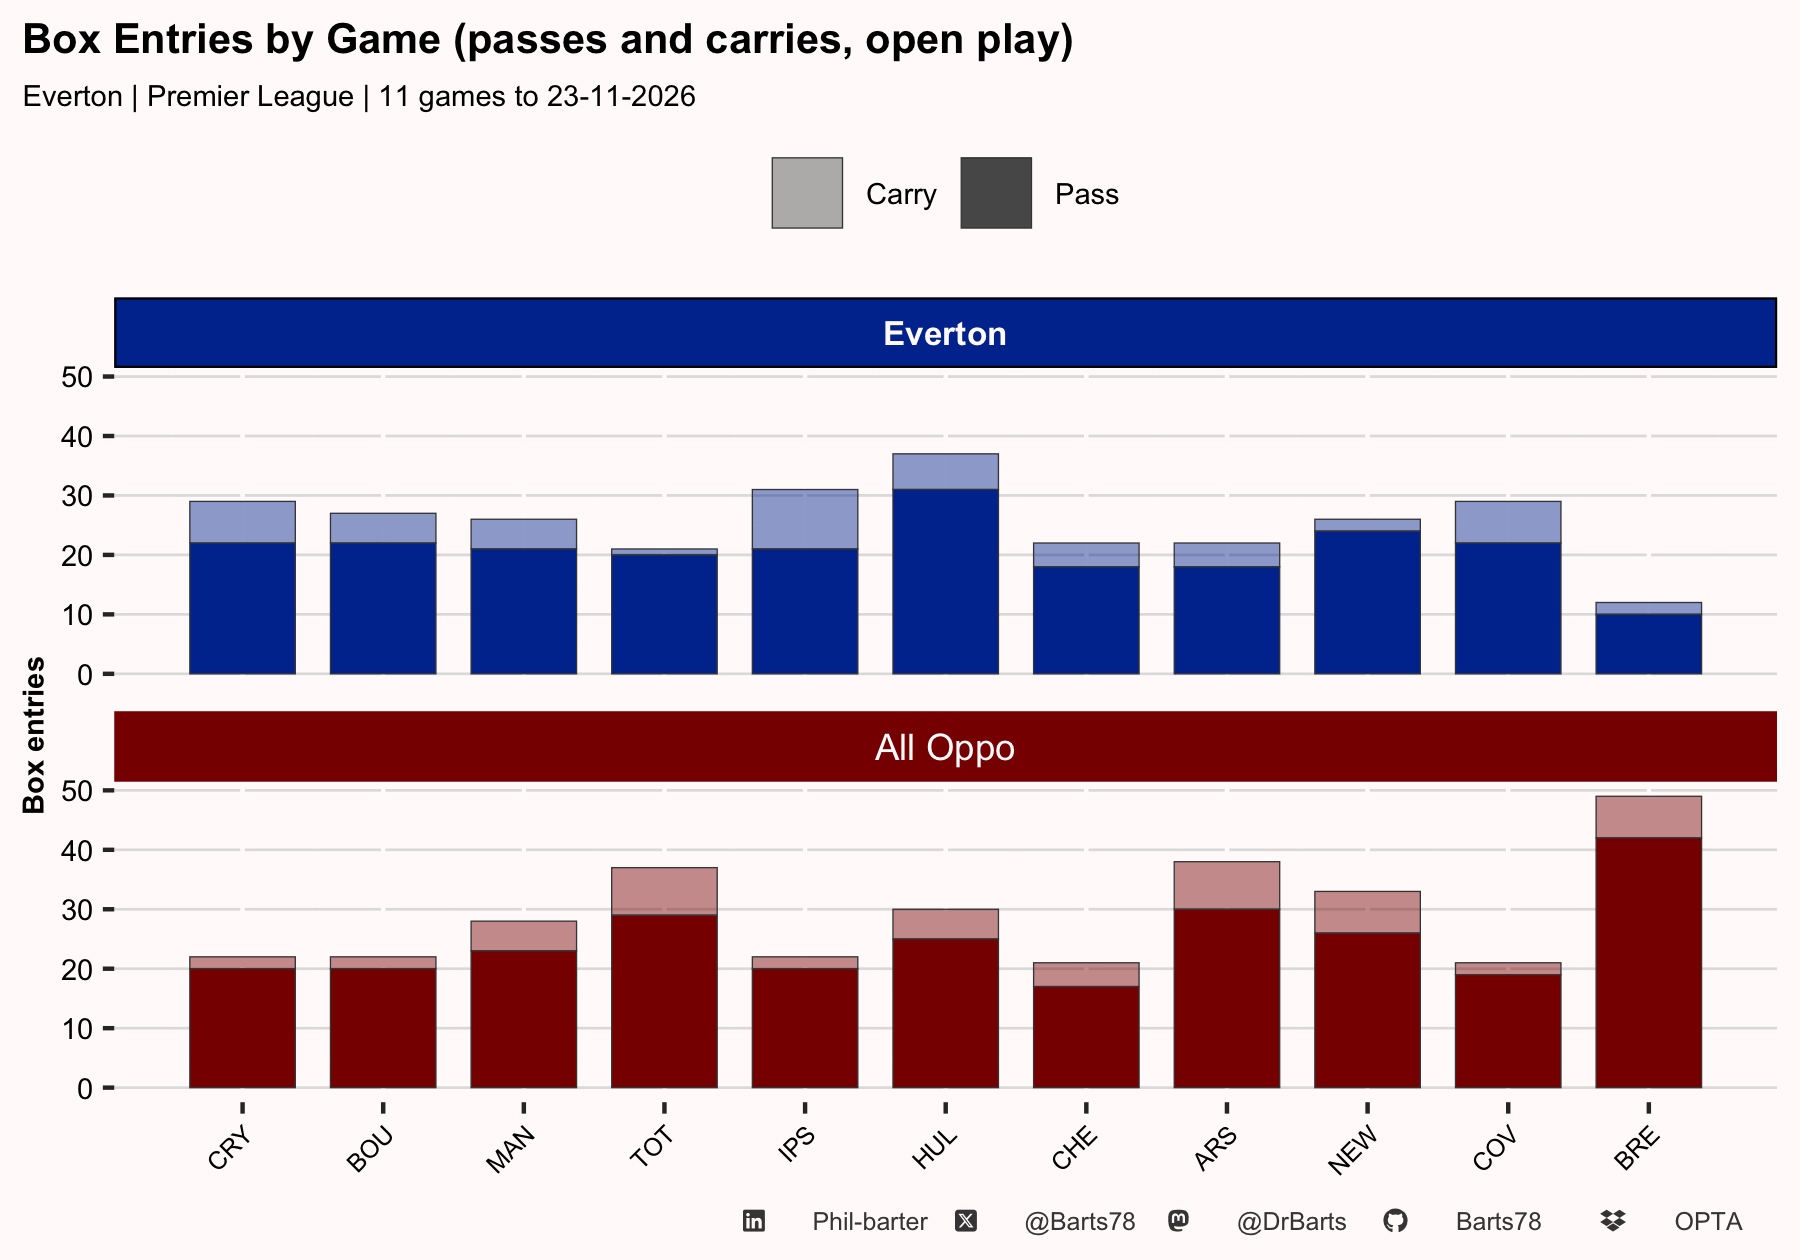 Box Entries by Game (passes and carries, open play)
Everton | Premier League | 11 games to 23-11-2026
Carry Pass
Everton
50
40
30
20
10
0
Box entries
All Oppo
50
40
30
20
10
0
CRY BOU MAN TOT IPS HUL CHE ARS NEW COV BRE
Phil-barter @Barts78 @DrBarts Barts78 OPTA